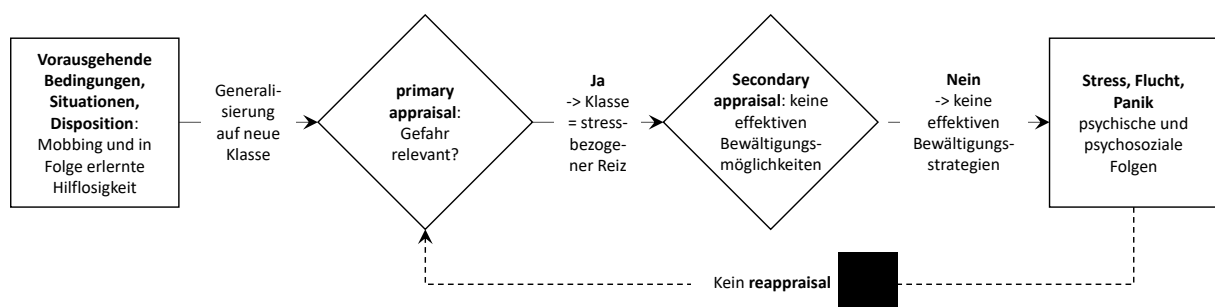 Vorausgehende
Bedingungen,
Situationen,
Disposition:
Mobbing und in
Folge erlernte
Hilflosigkeit
Generali-
sierung
auf neue
Klasse
primary
appraisal:
Gefahr
relevant?
Ja
-> Klasse
= stress-
bezoge-
ner Reiz
Secondary
appraisal: keine
effektiven
Bewältigungs-
möglichkeiten
Nein
-> keine
effektiven
Bewältigungs-
strategien
Stress, Flucht,
Panik
psychische und
psychosoziale
Folgen
Kein reappraisal